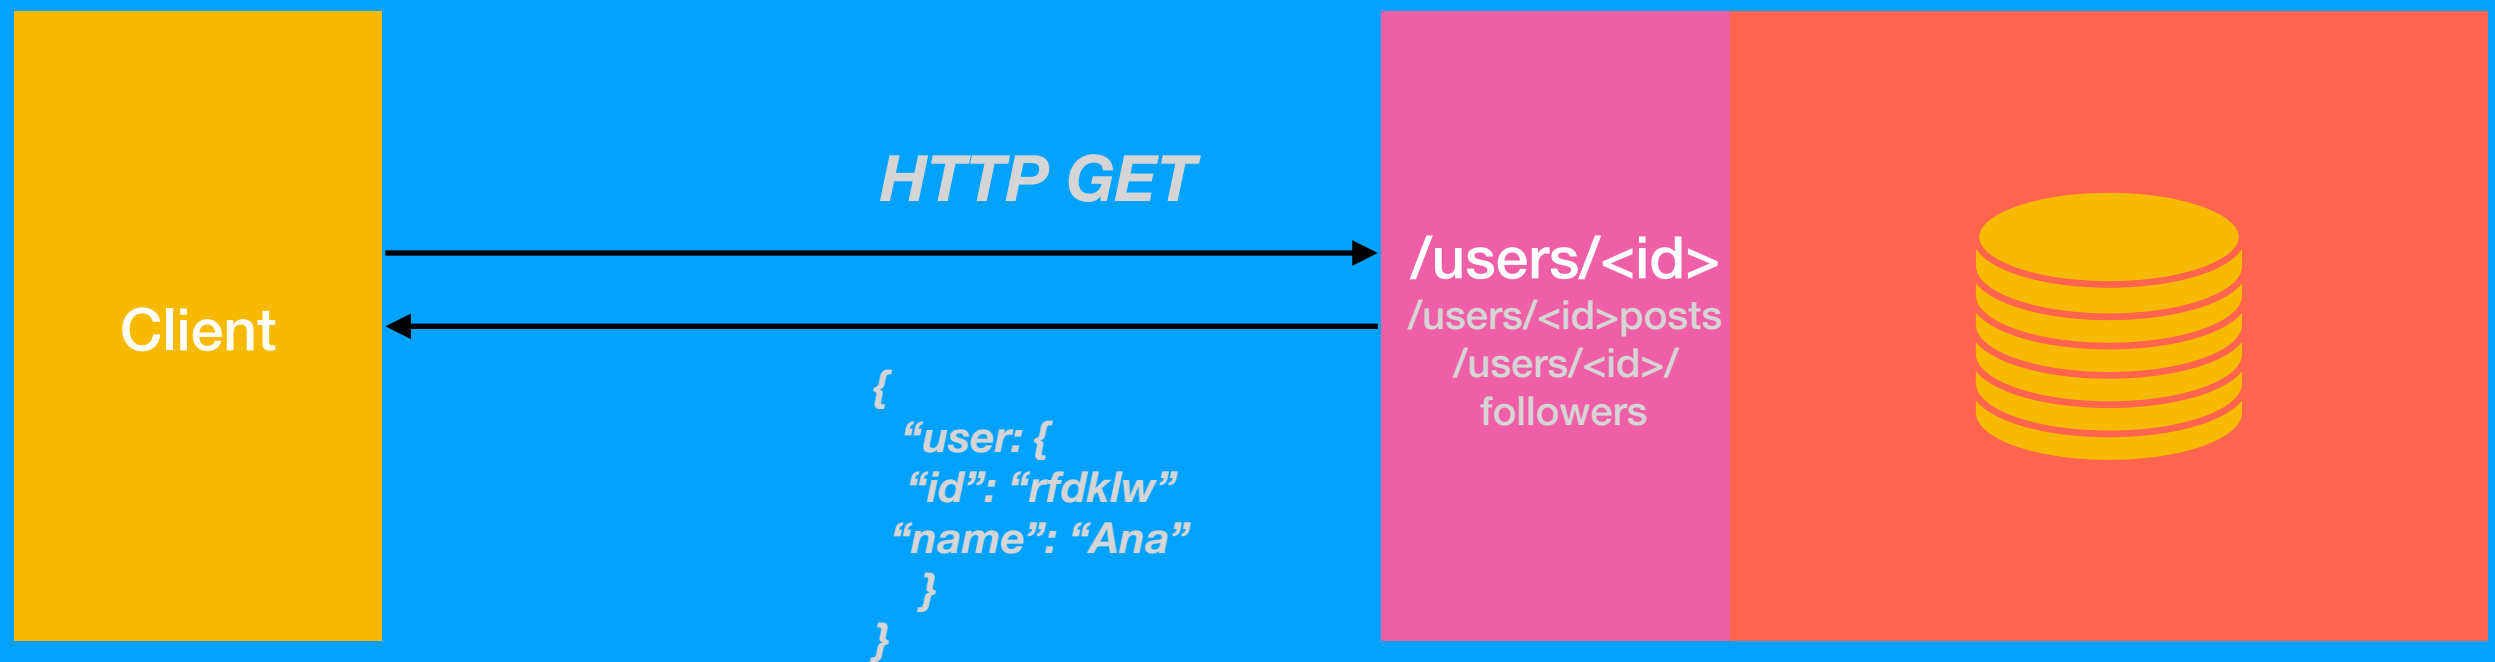 HTTP GET
Client
/users/<id>
/users/<id>posts
/users/<id>/
followers
{
“user: {
“id”: “rfdklw”
“name”: “Ana”
}
}